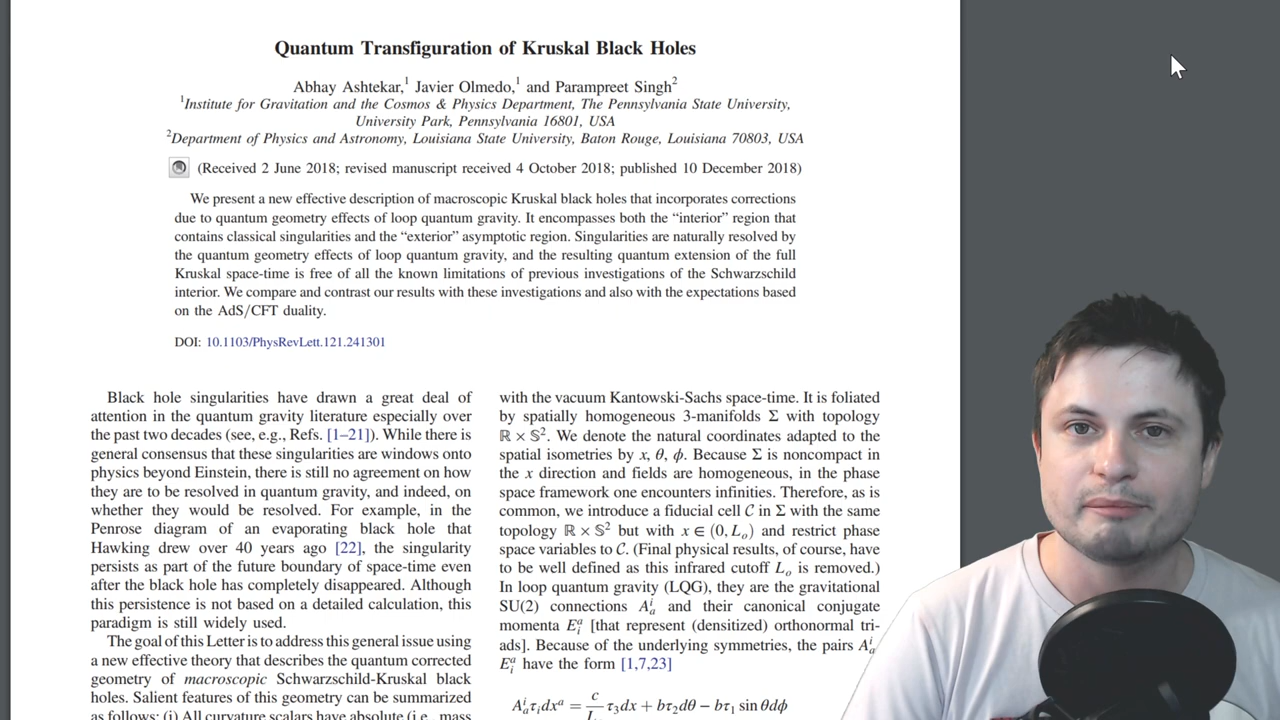 Quantum Transfiguration of Kruskal Black Holes
Abhay Ashtekar,1 Javier Olmedo,1 and Parampreet Singh2
1Institute for Gravitation and the Cosmos & Physics Department, The Pennsylvania State University,
University Park, Pennsylvania 16801, USA
2Department of Physics and Astronomy, Louisiana State University, Baton Rouge, Louisiana 70803, USA
(Received 2 June 2018; revised manuscript received 4 October 2018; published 10 December 2018)
We present a new effective description of macroscopic Kruskal black holes that incorporates corrections
due to quantum geometry effects of loop quantum gravity. It encompasses both the “interior” region that
contains classical singularities and the “exterior” asymptotic region. Singularities are naturally resolved by
the quantum geometry effects of loop quantum gravity, and the resulting quantum extension of the full
Kruskal space-time is free of all the known limitations of previous investigations of the Schwarzschild
interior. We compare and contrast our results with these investigations and also with the expectations based
on the AdS/CFT duality.
DOI: 10.1103/PhysRevLett.121.241301
Black hole singularities have drawn a great deal of
attention in the quantum gravity literature especially over
the past two decades (see, e.g., Refs. [1–21]). While there is
general consensus that these singularities are windows onto
physics beyond Einstein, there is still no agreement on how
they are to be resolved in quantum gravity, and indeed, on
whether they would be resolved. For example, in the
Penrose diagram of an evaporating black hole that
Hawking drew over 40 years ago [22], the singularity
persists as part of the future boundary of space-time even
after the black hole has completely disappeared. Although
this persistence is not based on a detailed calculation, this
paradigm is still widely used.
The goal of this Letter is to address this general issue using
a new effective theory that describes the quantum corrected
geometry of macroscopic Schwarzschild-Kruskal black
holes. Salient features of this geometry can be summarized
as follows: (i) All curvature scalars have absolute (i.e., mass
with the vacuum Kantowski-Sachs space-time. It is foliated
by spatially homogeneous 3-manifolds Σ with topology
ℝ × 𝕊². We denote the natural coordinates adapted to the
spatial isometries by x, θ, ϕ. Because Σ is noncompact in
the x direction and fields are homogeneous, in the phase
space framework one encounters infinities. Therefore, as is
common, we introduce a fiducial cell 𝒞 in Σ with the same
topology ℝ × 𝕊² but with x ∈ (0, Lₒ) and restrict phase
space variables to 𝒞. (Final physical results, of course, have
to be well defined as this infrared cutoff Lₒ is removed.)
In loop quantum gravity (LQG), they are the gravitational
SU(2) connections A_a^i and their canonical conjugate
momenta E_i^a [that represent (densitized) orthonormal tri-
ads]. Because of the underlying symmetries, the pairs A_a^i,
E_i^a have the form [1,7,23]
A_a^i τ_i dx^a = c/Lₒ τ₃dx + bτ₂dθ − bτ₁ sin θdϕ